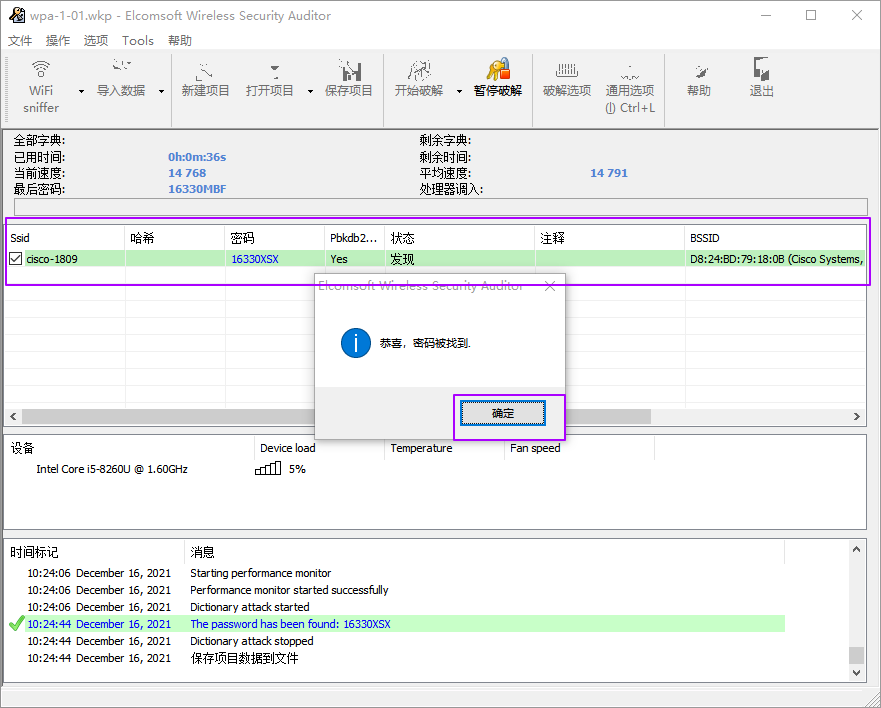 wpa-1-01.wkp - Elcomsoft Wireless Security Auditor
文件 操作 选项 Tools 帮助
WiFi sniffer 导入数据 新建项目 打开项目 保存项目 开始破解 暂停破解 破解选项 通用选项 (|) Ctrl+L 帮助 退出
全部字典: 剩余字典:
已用时间: 0h:0m:36s 剩余时间:
当前速度: 14 768 平均速度: 14 791
最后密码: 16330MBF 处理器调入:
Ssid 哈希 密码 Pbkdb2... 状态 注释 BSSID
cisco-1809 16330XSX Yes 发现 D8:24:BD:79:18:0B (Cisco Systems,
Elcomsoft Wireless Security Auditor
恭喜，密码被找到.
确定
设备 Device load Temperature Fan speed
Intel Core i5-8260U @ 1.60GHz 5%
时间标记 消息
10:24:06 December 16, 2021 Starting performance monitor
10:24:06 December 16, 2021 Performance monitor started successfully
10:24:06 December 16, 2021 Dictionary attack started
10:24:44 December 16, 2021 The password has been found: 16330XSX
10:24:44 December 16, 2021 Dictionary attack stopped
10:24:44 December 16, 2021 保存项目数据到文件